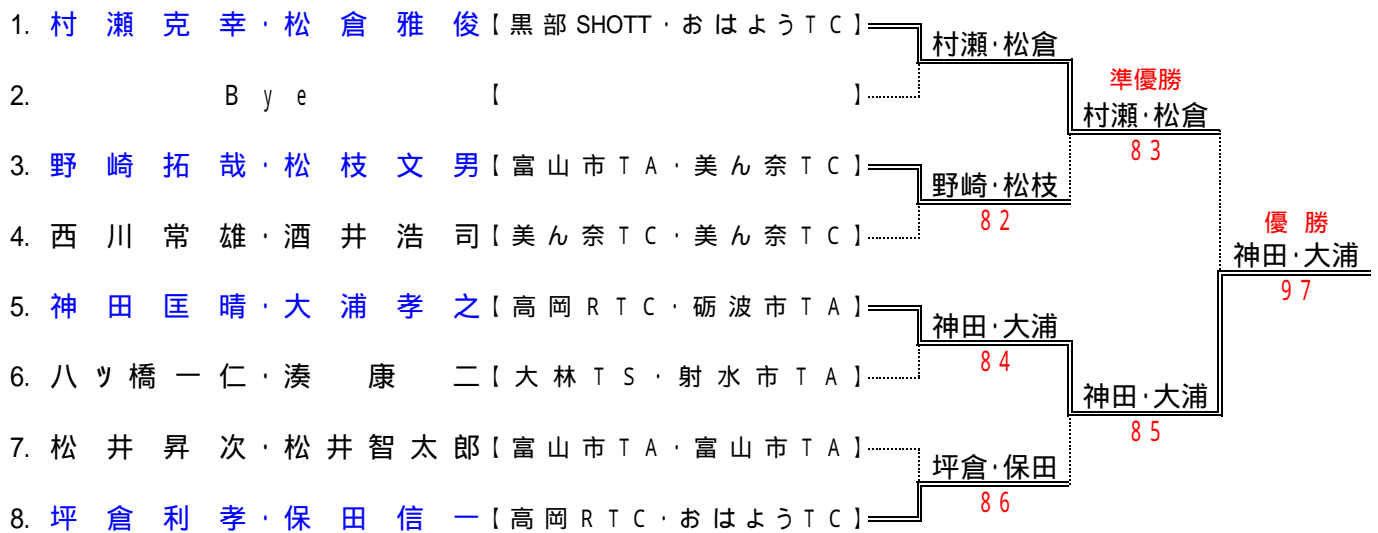 1. 村瀬克幸・松倉雅俊【黒部SHOTT・おはようTC】
村瀬・松倉
準優勝
2. Bye【 】
村瀬・松倉
83
3. 野崎拓哉・松枝文男【富山市TA・美ん奈TC】
野崎・松枝
82
4. 西川常雄・酒井浩司【美ん奈TC・美ん奈TC】
優勝
神田・大浦
97
5. 神田匡晴・大浦孝之【高岡RTC・砺波市TA】
神田・大浦
84
6. 八ッ橋一仁・湊康二【大林TS・射水市TA】
神田・大浦
85
7. 松井昇次・松井智太郎【富山市TA・富山市TA】
坪倉・保田
86
8. 坪倉利孝・保田信一【高岡RTC・おはようTC】